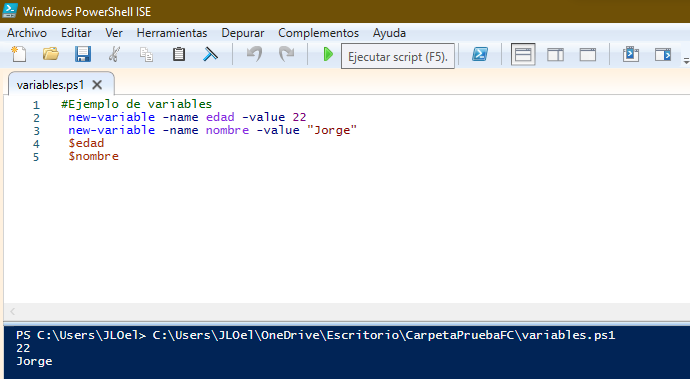 Windows PowerShell ISE
Archivo Editar Ver Herramientas Depurar Complementos Ayuda
Ejecutar script (F5).
variables.ps1 X
1 #Ejemplo de variables
2 new-variable -name edad -value 22
3 new-variable -name nombre -value "Jorge"
4 $edad
5 $nombre
PS C:\Users\JLOel> C:\Users\JLOel\OneDrive\Escritorio\CarpetaPruebaFC\variables.ps1
22
Jorge